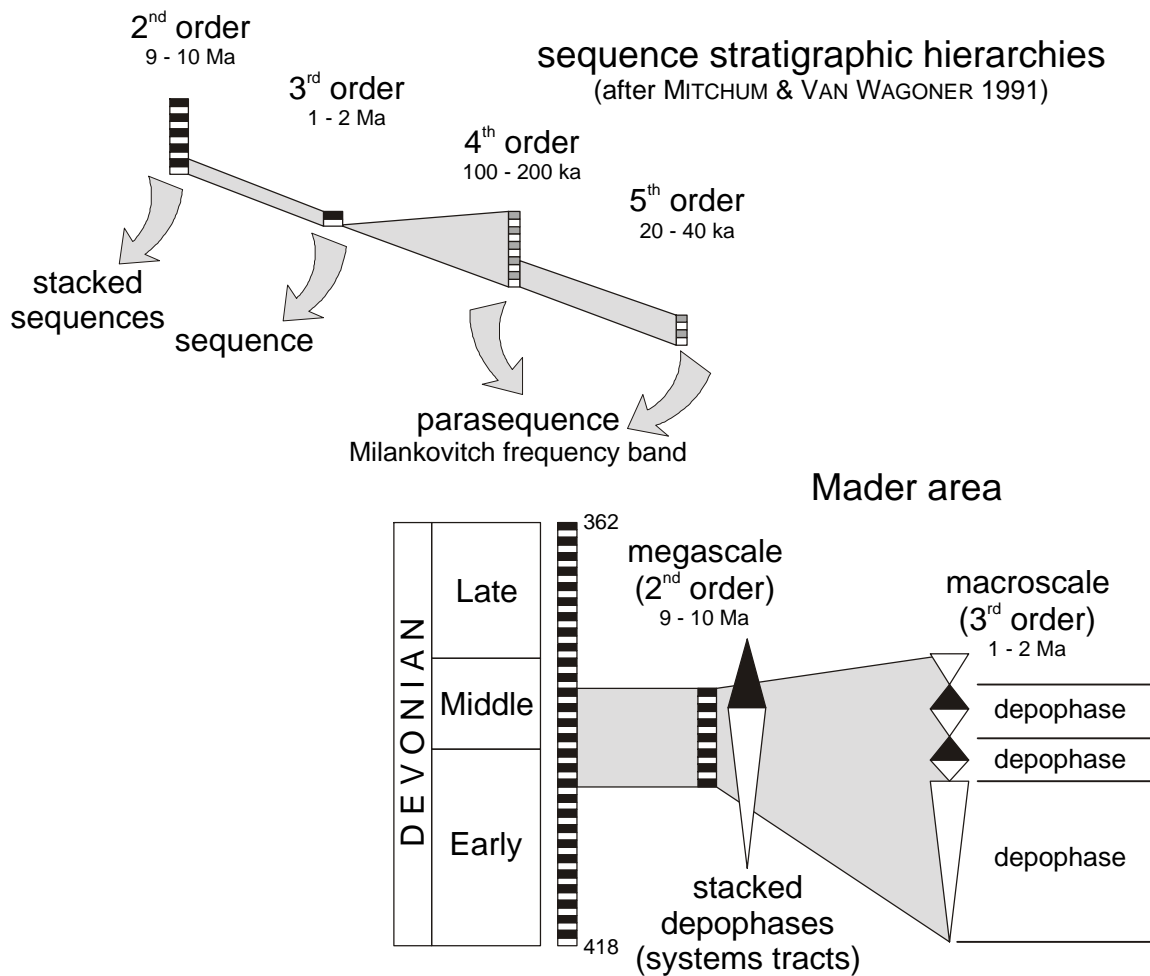 2nd order
9 - 10 Ma
sequence stratigraphic hierarchies
(after MITCHUM & VAN WAGONER 1991)
3rd order
1 - 2 Ma
4th order
100 - 200 ka
5th order
20 - 40 ka
stacked
sequences
sequence
parasequence
Milankovitch frequency band
Mader area
DEVONIAN
Late
Middle
Early
362
418
megascale
(2nd order)
9 - 10 Ma
stacked
depophases
(systems tracts)
macroscale
(3rd order)
1 - 2 Ma
depophase
depophase
depophase